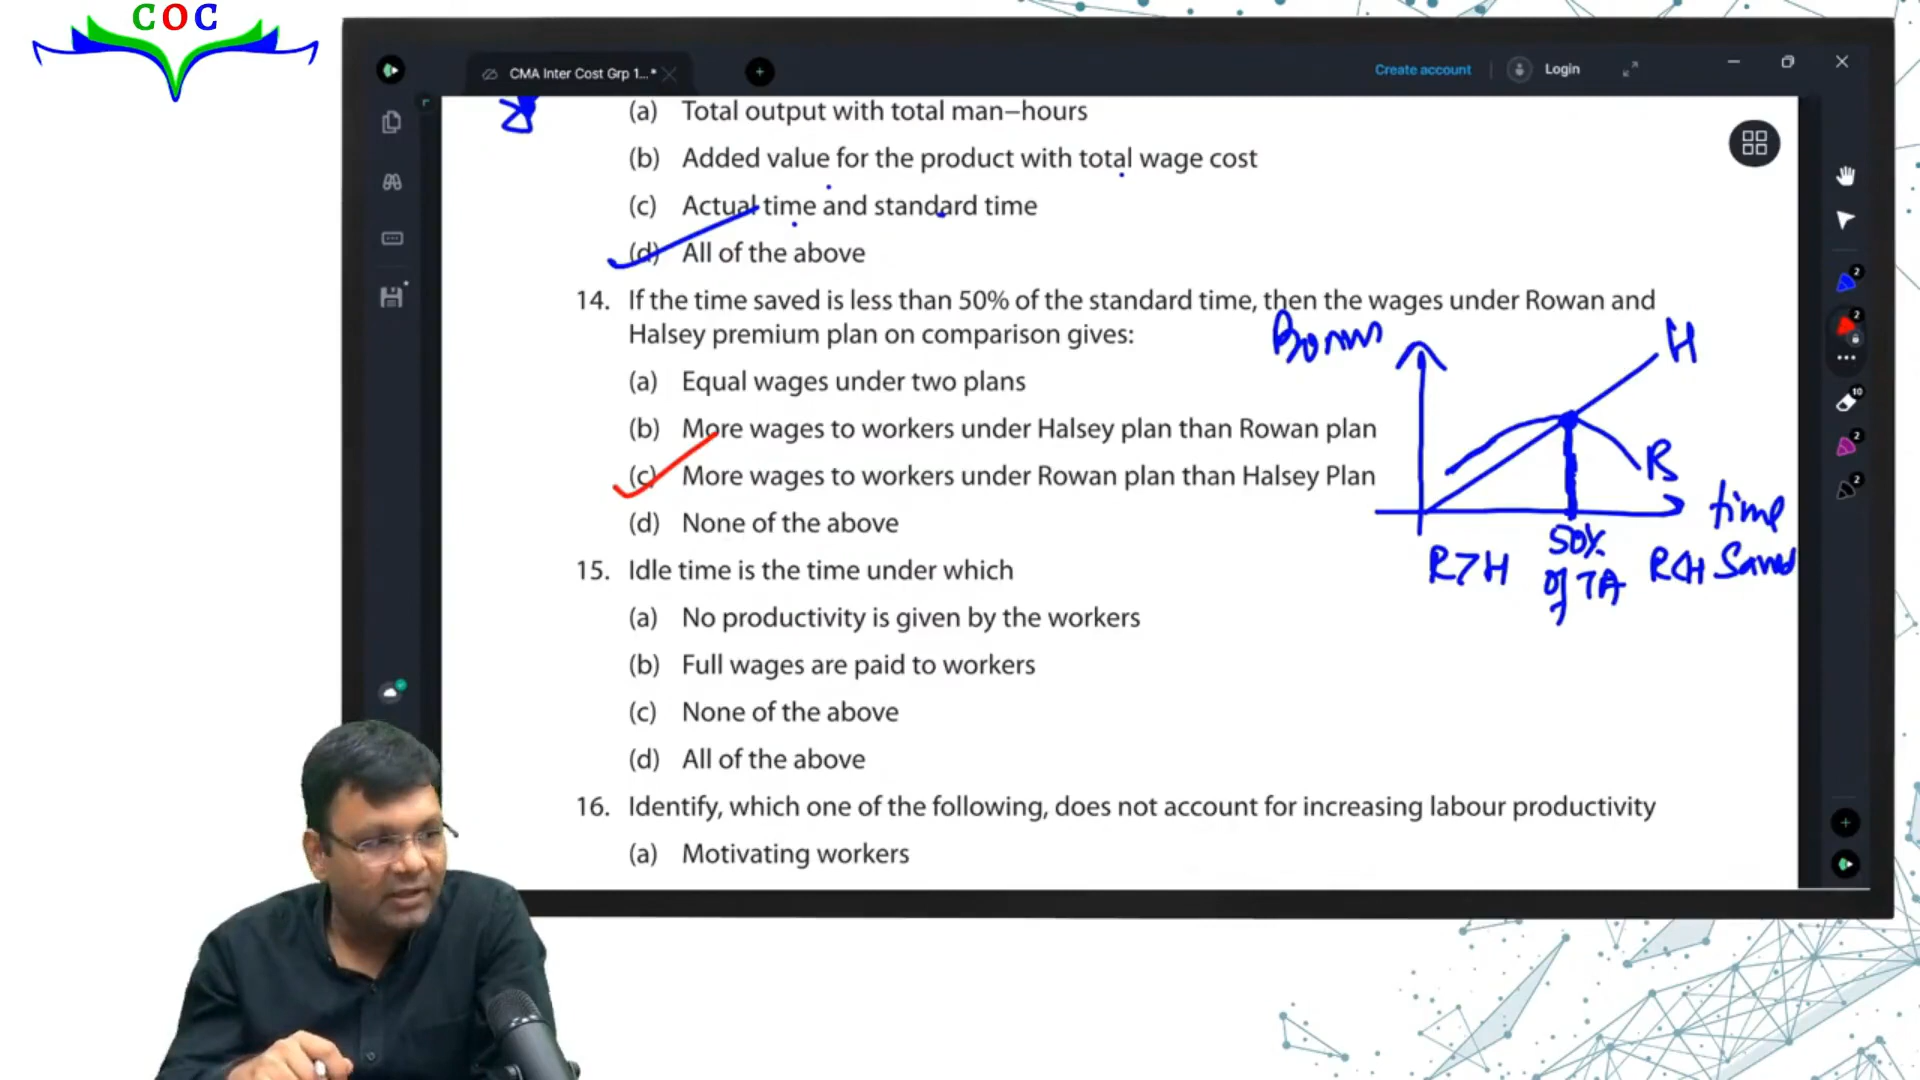 COC
CMA Inter Cost Grp 1...*
Create account
Login
(a) Total output with total man-hours
(b) Added value for the product with total wage cost
(c) Actual time and standard time
(d) All of the above
14. If the time saved is less than 50% of the standard time, then the wages under Rowan and
Halsey premium plan on comparison gives:
(a) Equal wages under two plans
(b) More wages to workers under Halsey plan than Rowan plan
(c) More wages to workers under Rowan plan than Halsey Plan
(d) None of the above
15. Idle time is the time under which
(a) No productivity is given by the workers
(b) Full wages are paid to workers
(c) None of the above
(d) All of the above
16. Identify, which one of the following, does not account for increasing labour productivity
(a) Motivating workers
Bonus
H
R
time
Saved
R>H
50%
of TA
R<H
2
2
10
2
2